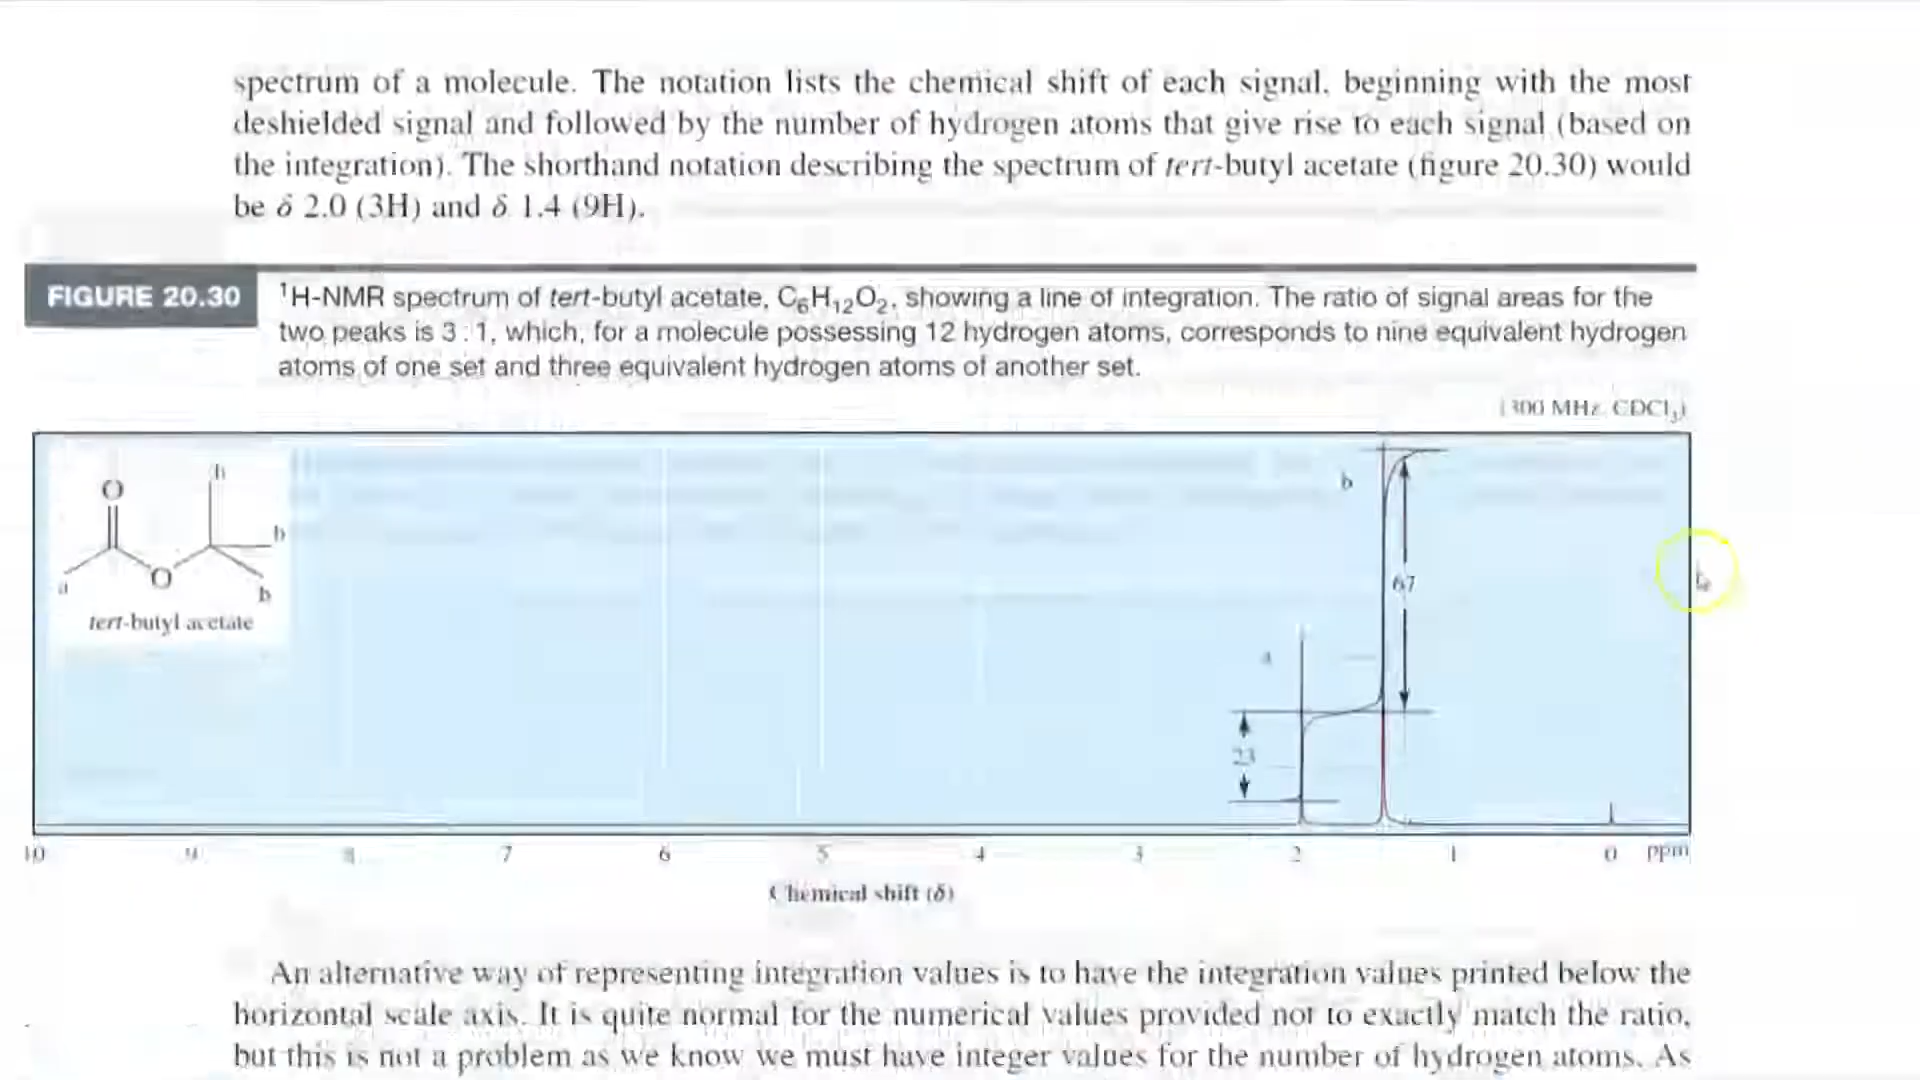 spectrum of a molecule. The notation lists the chemical shift of each signal, beginning with the most
deshielded signal and followed by the number of hydrogen atoms that give rise to each signal (based on
the integration). The shorthand notation describing the spectrum of tert-butyl acetate (figure 20.30) would
be δ 2.0 (3H) and δ 1.4 (9H).
FIGURE 20.30
¹H-NMR spectrum of tert-butyl acetate, C₆H₁₂O₂, showing a line of integration. The ratio of signal areas for the
two peaks is 3 : 1, which, for a molecule possessing 12 hydrogen atoms, corresponds to nine equivalent hydrogen
atoms of one set and three equivalent hydrogen atoms of another set.
(300 MHz, CDCl₃)
O
b
b
O
a
b
tert-butyl acetate
b
67
a
23
10 9 8 7 6 5 4 3 2 1 0 ppm
Chemical shift (δ)
An alternative way of representing integration values is to have the integration values printed below the
horizontal scale axis. It is quite normal for the numerical values provided not to exactly match the ratio,
but this is not a problem as we know we must have integer values for the number of hydrogen atoms. As